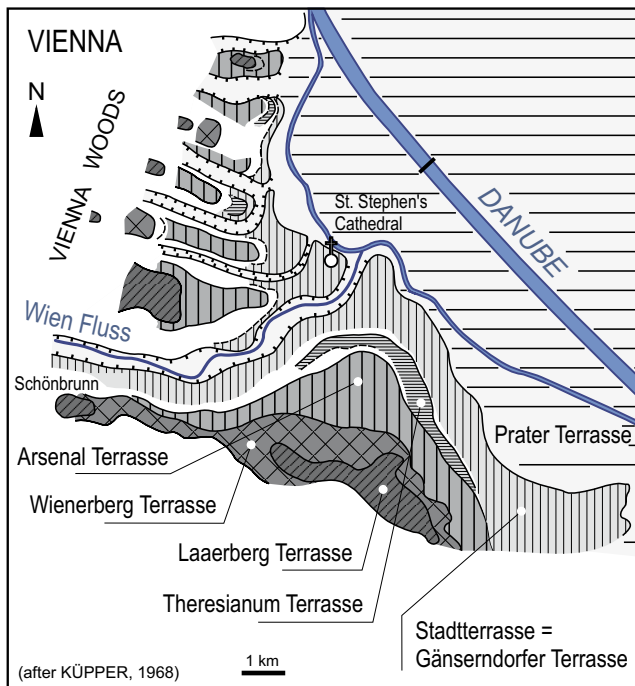 VIENNA
N
VIENNA WOODS
St. Stephen's
Cathedral
DANUBE
Wien Fluss
Schönbrunn
Prater Terrasse
Arsenal Terrasse
Wienerberg Terrasse
Laaerberg Terrasse
Theresianum Terrasse
Stadtterrasse =
Gänserndorfer Terrasse
(after KÜPPER, 1968)
1 km